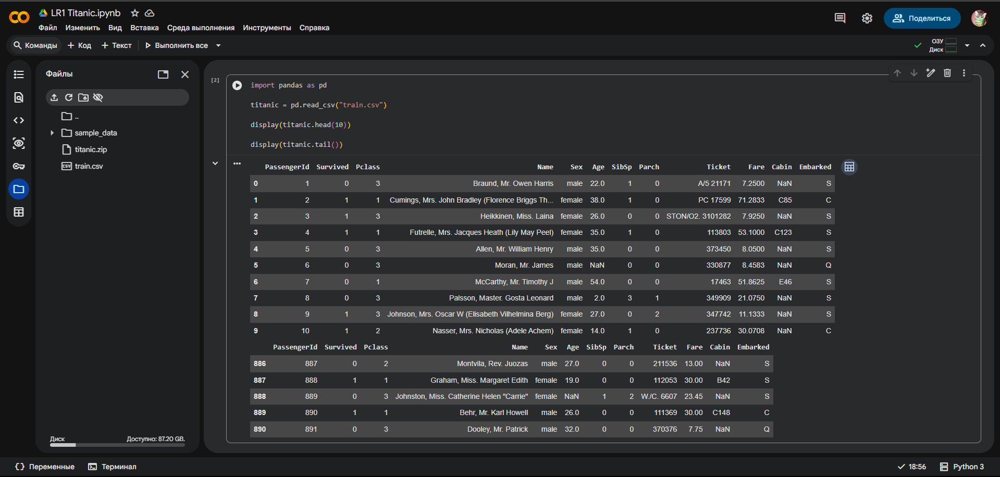 LR1 Titanic.ipynb
Файл Изменить Вид Вставка Среда выполнения Инструменты Справка
Поделиться
Команды + Код + Текст Выполнить все
ОЗУ
Диск
Файлы
..
sample_data
titanic.zip
train.csv
Диск Доступно: 87.20 GB.
[2]
import pandas as pd
titanic = pd.read_csv("train.csv")
display(titanic.head(10))
display(titanic.tail())
PassengerId Survived Pclass Name Sex Age SibSp Parch Ticket Fare Cabin Embarked
0 1 0 3 Braund, Mr. Owen Harris male 22.0 1 0 A/5 21171 7.2500 NaN S
1 2 1 1 Cumings, Mrs. John Bradley (Florence Briggs Th... female 38.0 1 0 PC 17599 71.2833 C85 C
2 3 1 3 Heikkinen, Miss. Laina female 26.0 0 0 STON/O2. 3101282 7.9250 NaN S
3 4 1 1 Futrelle, Mrs. Jacques Heath (Lily May Peel) female 35.0 1 0 113803 53.1000 C123 S
4 5 0 3 Allen, Mr. William Henry male 35.0 0 0 373450 8.0500 NaN S
5 6 0 3 Moran, Mr. James male NaN 0 0 330877 8.4583 NaN Q
6 7 0 1 McCarthy, Mr. Timothy J male 54.0 0 0 17463 51.8625 E46 S
7 8 0 3 Palsson, Master. Gosta Leonard male 2.0 3 1 349909 21.0750 NaN S
8 9 1 3 Johnson, Mrs. Oscar W (Elisabeth Vilhelmina Berg) female 27.0 0 2 347742 11.1333 NaN S
9 10 1 2 Nasser, Mrs. Nicholas (Adele Achem) female 14.0 1 0 237736 30.0708 NaN C
PassengerId Survived Pclass Name Sex Age SibSp Parch Ticket Fare Cabin Embarked
886 887 0 2 Montvila, Rev. Juozas male 27.0 0 0 211536 13.00 NaN S
887 888 1 1 Graham, Miss. Margaret Edith female 19.0 0 0 112053 30.00 B42 S
888 889 0 3 Johnston, Miss. Catherine Helen "Carrie" female NaN 1 2 W./C. 6607 23.45 NaN S
889 890 1 1 Behr, Mr. Karl Howell male 26.0 0 0 111369 30.00 C148 C
890 891 0 3 Dooley, Mr. Patrick male 32.0 0 0 370376 7.75 NaN Q
Переменные Терминал
18:56 Python 3